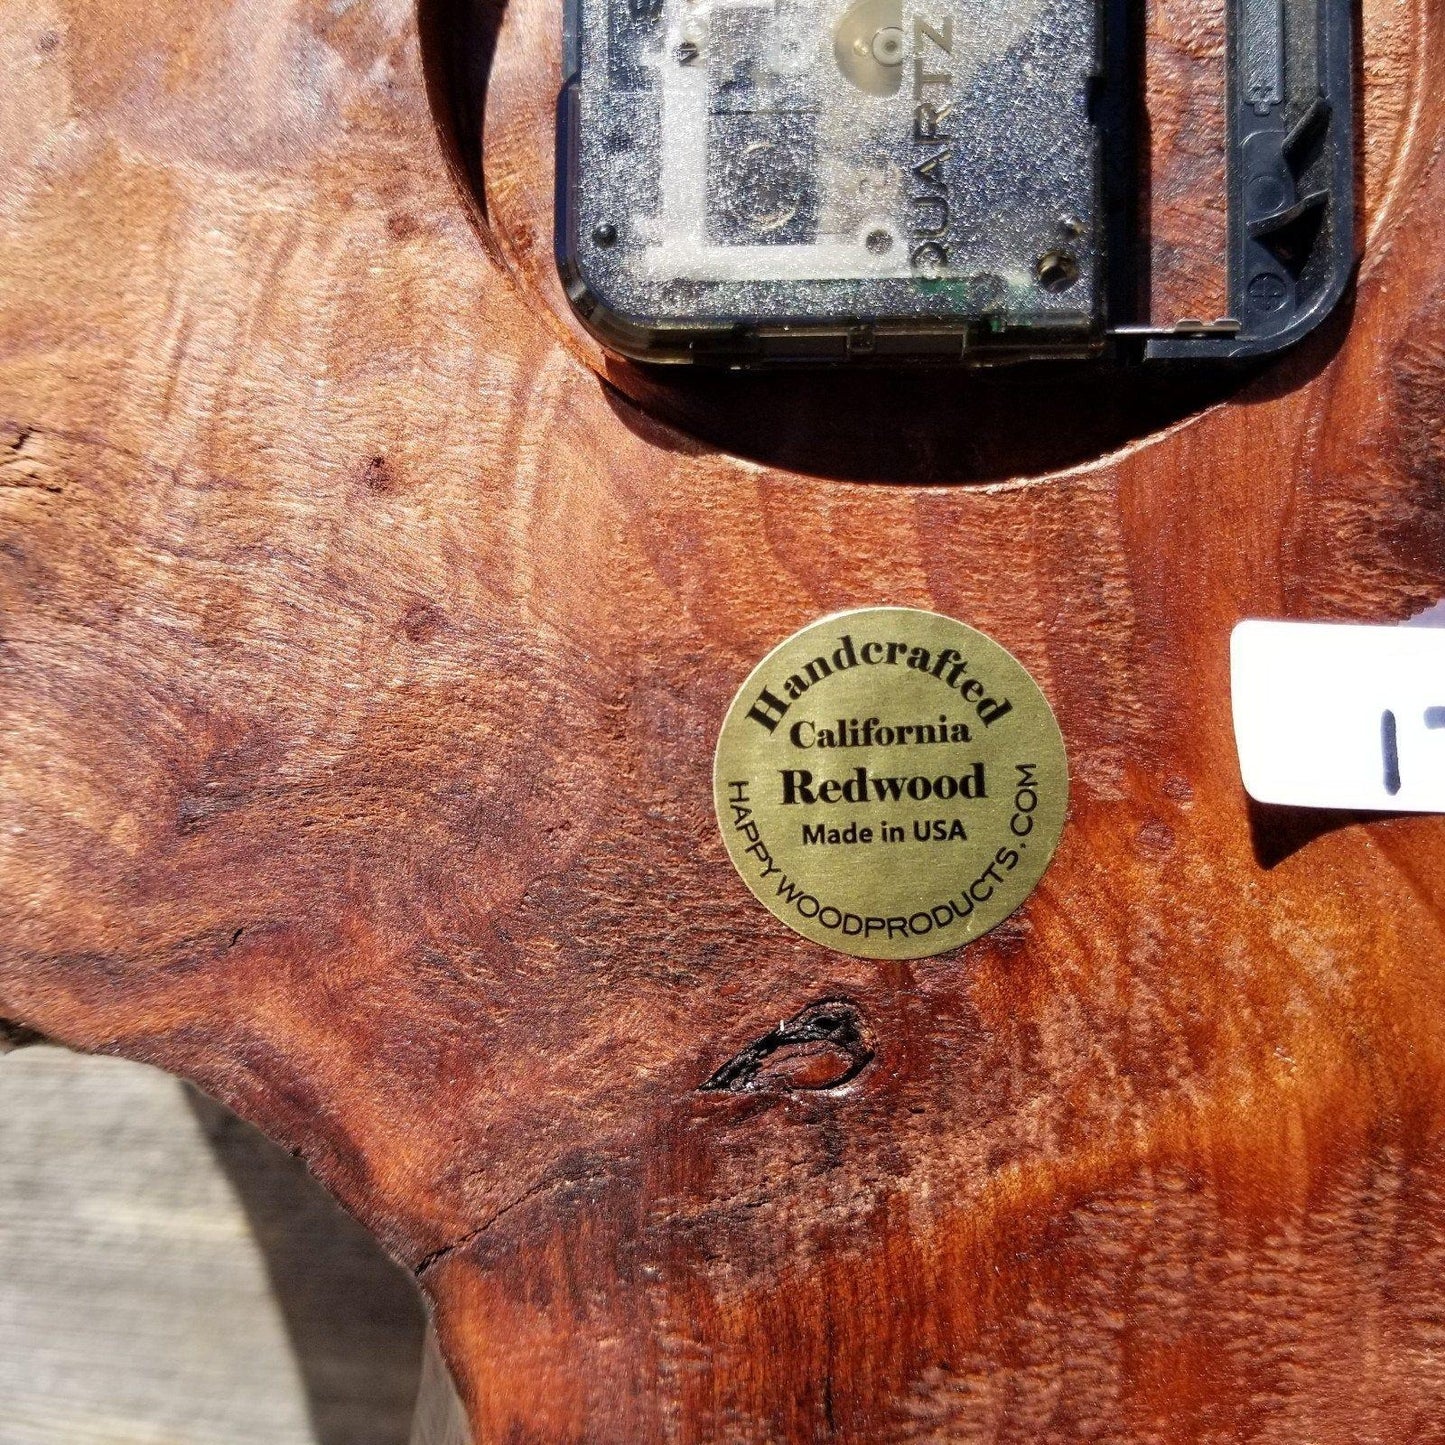 QUARTZ
Handcrafted
California
Redwood
Made in USA
HAPPYWOODPRODUCTS.COM